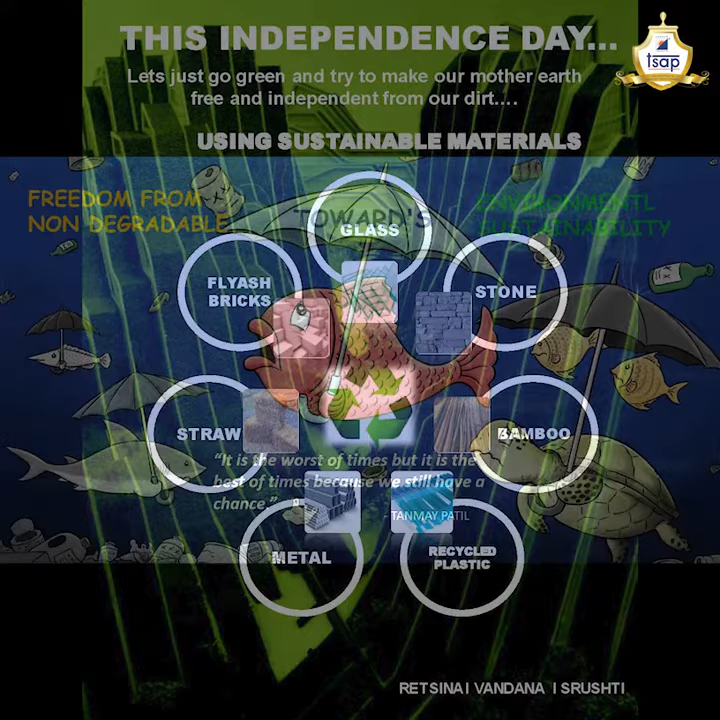 THIS INDEPENDENCE DAY...
Lets just go green and try to make our mother earth
free and independent from our dirt....
tsap
USING SUSTAINABLE MATERIALS
FREEDOM FROM
NON DEGRADABLE
TOWARD'S
ENVIRONMENTL
SUSTAINABILITY
GLASS
FLYASH
BRICKS
STONE
STRAW
BAMBOO
"It is the worst of times but it is the
best of times because we still have a
chance."
TANMAY PATIL
METAL
RECYCLED
PLASTIC
RETSINA I VANDANA I SRUSHTI